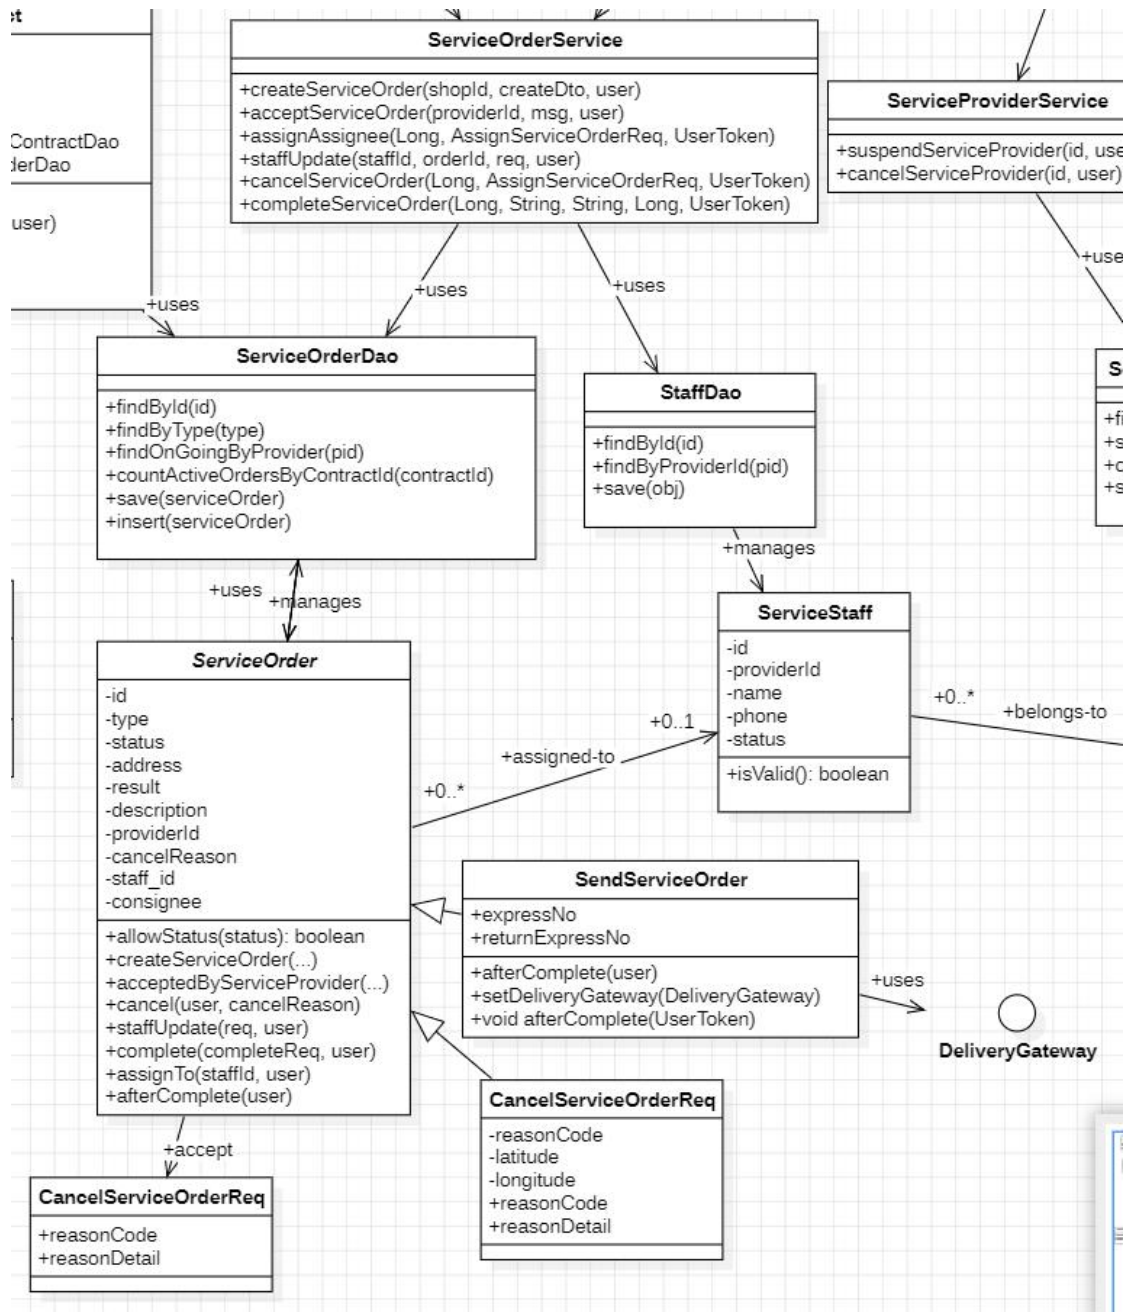 ct
ContractDao
derDao
user)
+uses
ServiceOrderService
+createServiceOrder(shopId, createDto, user)
+acceptServiceOrder(providerId, msg, user)
+assignAssignee(Long, AssignServiceOrderReq, UserToken)
+staffUpdate(staffId, orderId, req, user)
+cancelServiceOrder(Long, AssignServiceOrderReq, UserToken)
+completeServiceOrder(Long, String, String, Long, UserToken)
ServiceProviderService
+suspendServiceProvider(id, use
+cancelServiceProvider(id, user)
+use
+uses
+uses
ServiceOrderDao
+findById(id)
+findByType(type)
+findOnGoingByProvider(pid)
+countActiveOrdersByContractId(contractId)
+save(serviceOrder)
+insert(serviceOrder)
StaffDao
+findById(id)
+findByProviderId(pid)
+save(obj)
S
+fi
+s
+c
+s
+manages
+uses
+manages
ServiceOrder
-id
-type
-status
-address
-result
-description
-providerId
-cancelReason
-staff_id
-consignee
+allowStatus(status): boolean
+createServiceOrder(...)
+acceptedByServiceProvider(...)
+cancel(user, cancelReason)
+staffUpdate(req, user)
+complete(completeReq, user)
+assignTo(staffId, user)
+afterComplete(user)
ServiceStaff
-id
-providerId
-name
-phone
-status
+isValid(): boolean
+0..*
+belongs-to
+0..1
+assigned-to
+0..*
SendServiceOrder
+expressNo
+returnExpressNo
+afterComplete(user)
+setDeliveryGateway(DeliveryGateway)
+void afterComplete(UserToken)
+uses
DeliveryGateway
CancelServiceOrderReq
-reasonCode
-latitude
-longitude
+reasonCode
+reasonDetail
+accept
CancelServiceOrderReq
+reasonCode
+reasonDetail